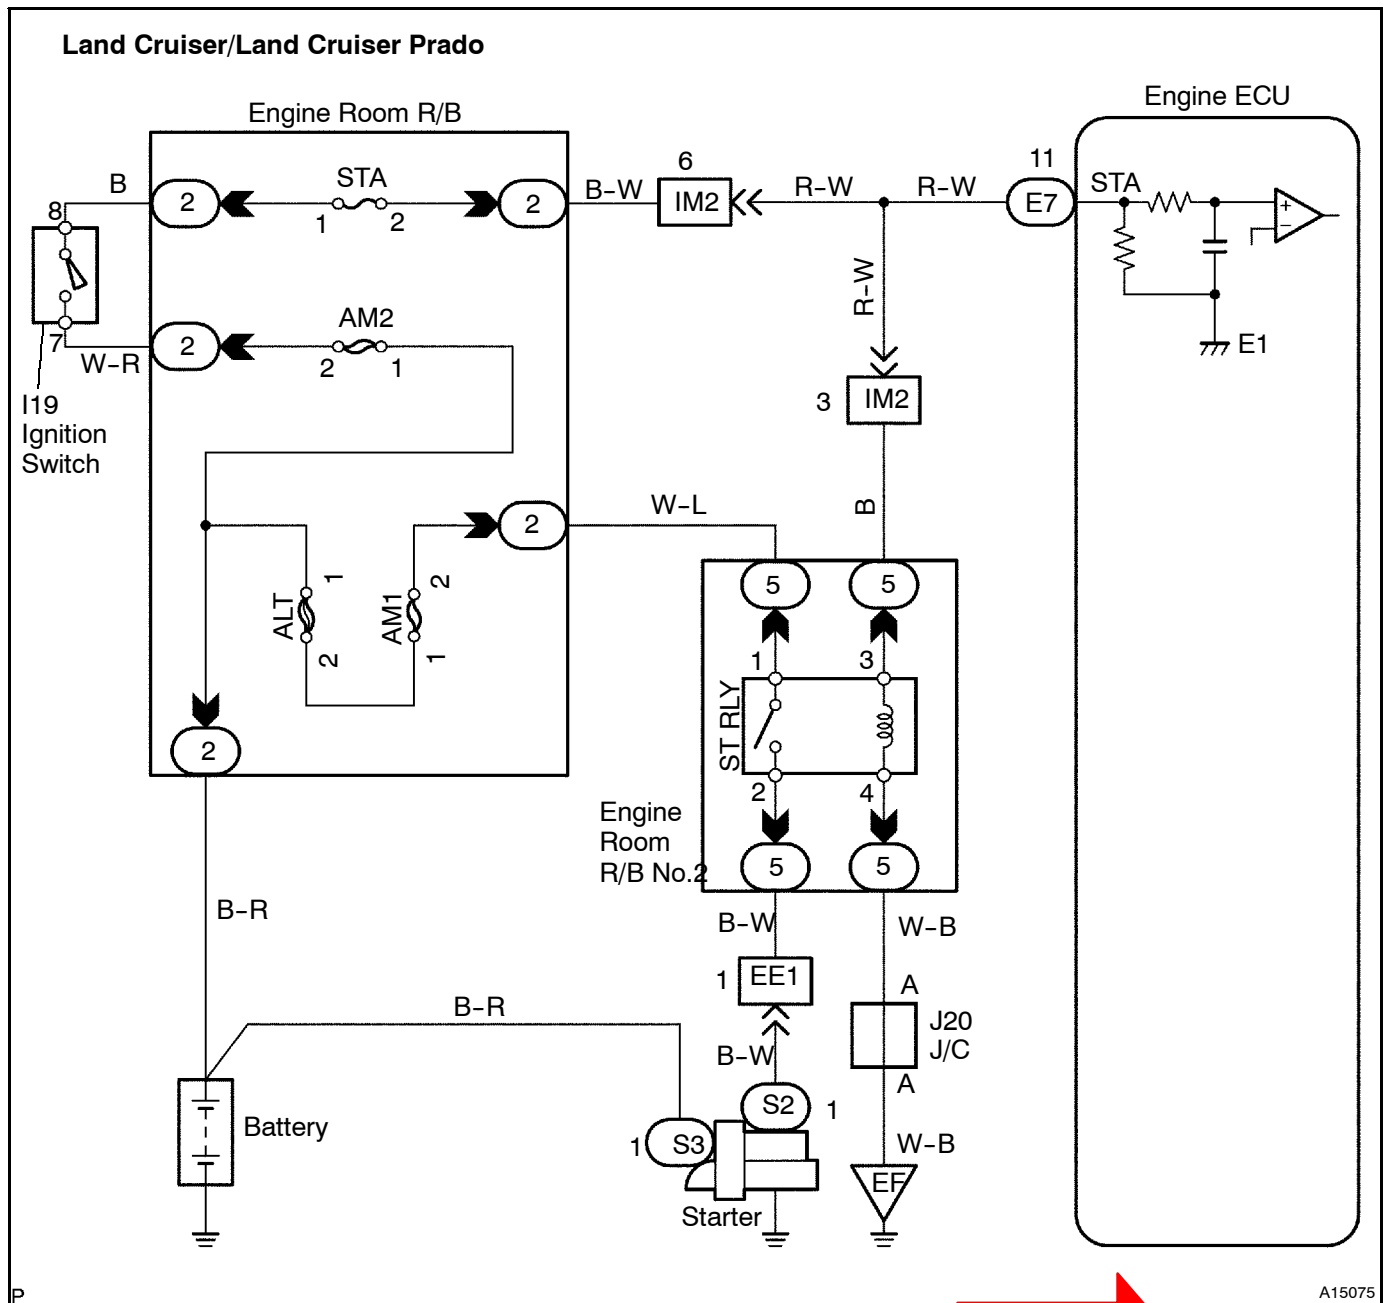 Land Cruiser/Land Cruiser Prado
Engine Room R/B
Engine ECU
B
2
STA
1
2
2
B-W
6
IM2
R-W
R-W
11
E7
STA
+
-
E1
8
7
W-R
2
AM2
2
1
I19
Ignition
Switch
R-W
3
IM2
B
W-L
2
ALT
1
2
AM1
2
1
2
5
5
1
3
ST RLY
2
4
5
5
Engine
Room
R/B No.2
B-R
B-W
W-B
1
EE1
A
J20
J/C
A
B-R
B-W
S2
1
1
S3
W-B
EF
Battery
Starter
P
A15075